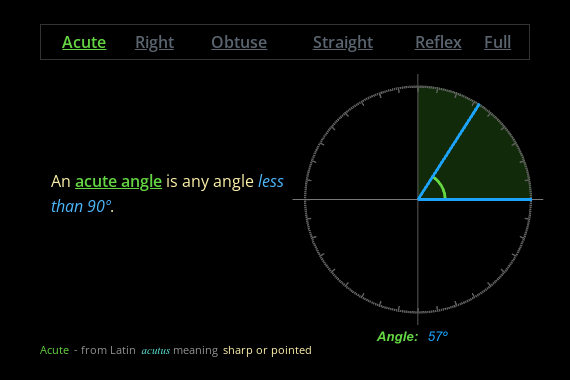 Acute Right Obtuse Straight Reflex Full
An acute angle is any angle less
than 90°.
Angle: 57°
Acute - from Latin acutus meaning sharp or pointed